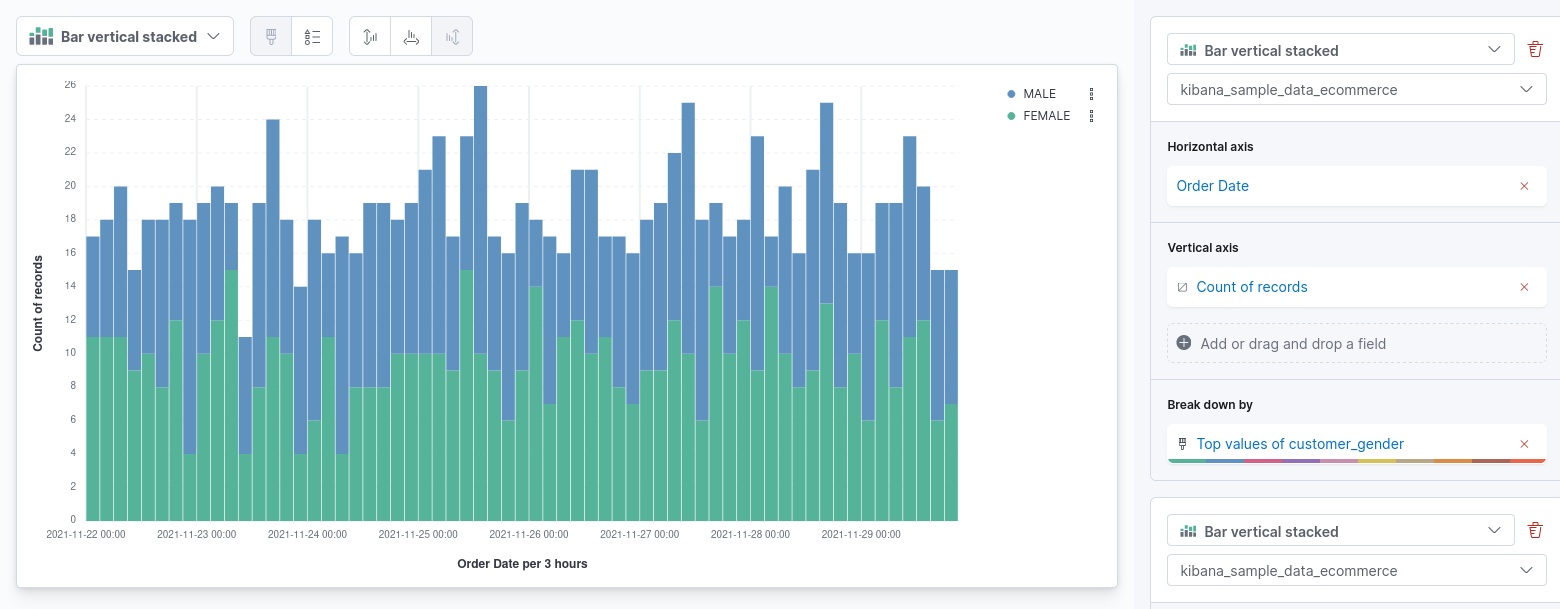 Bar vertical stacked
26
24
22
20
18
16
14
12
10
8
6
4
2
0
Count of records
2021-11-22 00:00 2021-11-23 00:00 2021-11-24 00:00 2021-11-25 00:00 2021-11-26 00:00 2021-11-27 00:00 2021-11-28 00:00 2021-11-29 00:00
Order Date per 3 hours
MALE
FEMALE
Bar vertical stacked
kibana_sample_data_ecommerce
Horizontal axis
Order Date
Vertical axis
Count of records
Add or drag and drop a field
Break down by
Top values of customer_gender
Bar vertical stacked
kibana_sample_data_ecommerce